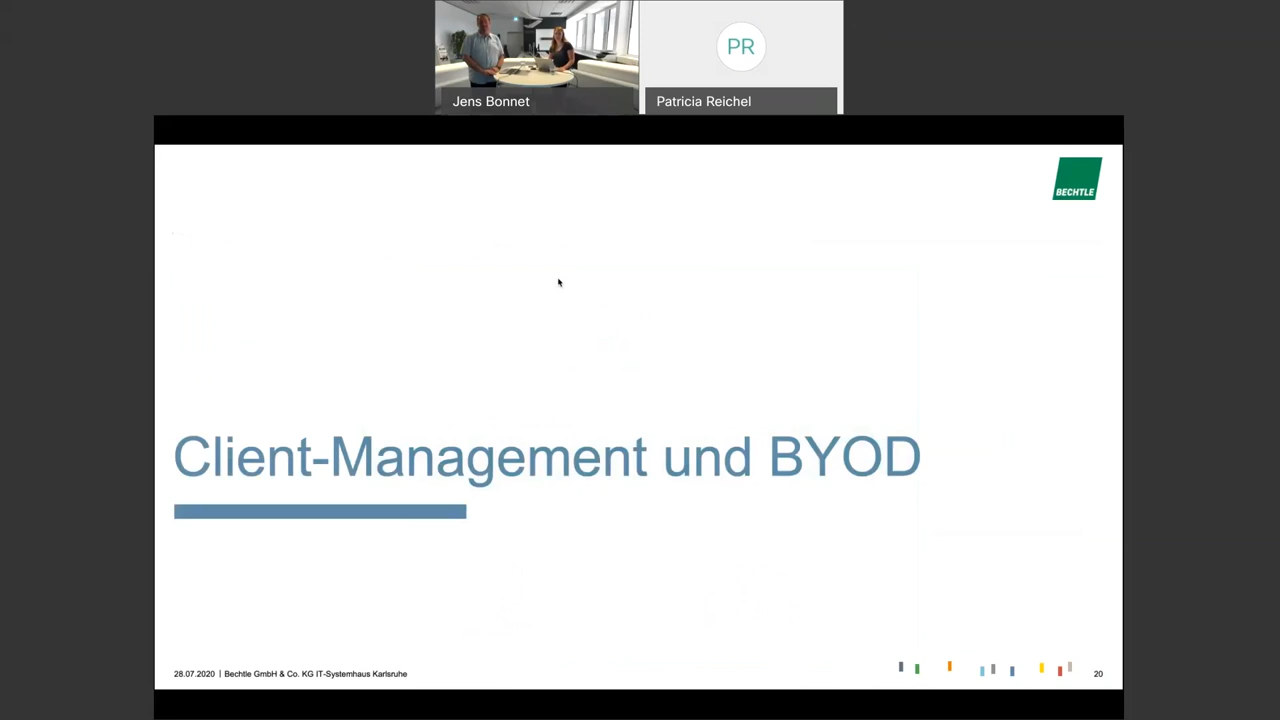 PR
Jens Bonnet
Patricia Reichel
BECHTLE
Client-Management und BYOD
28.07.2020 | Bechtle GmbH & Co. KG IT-Systemhaus Karlsruhe
20